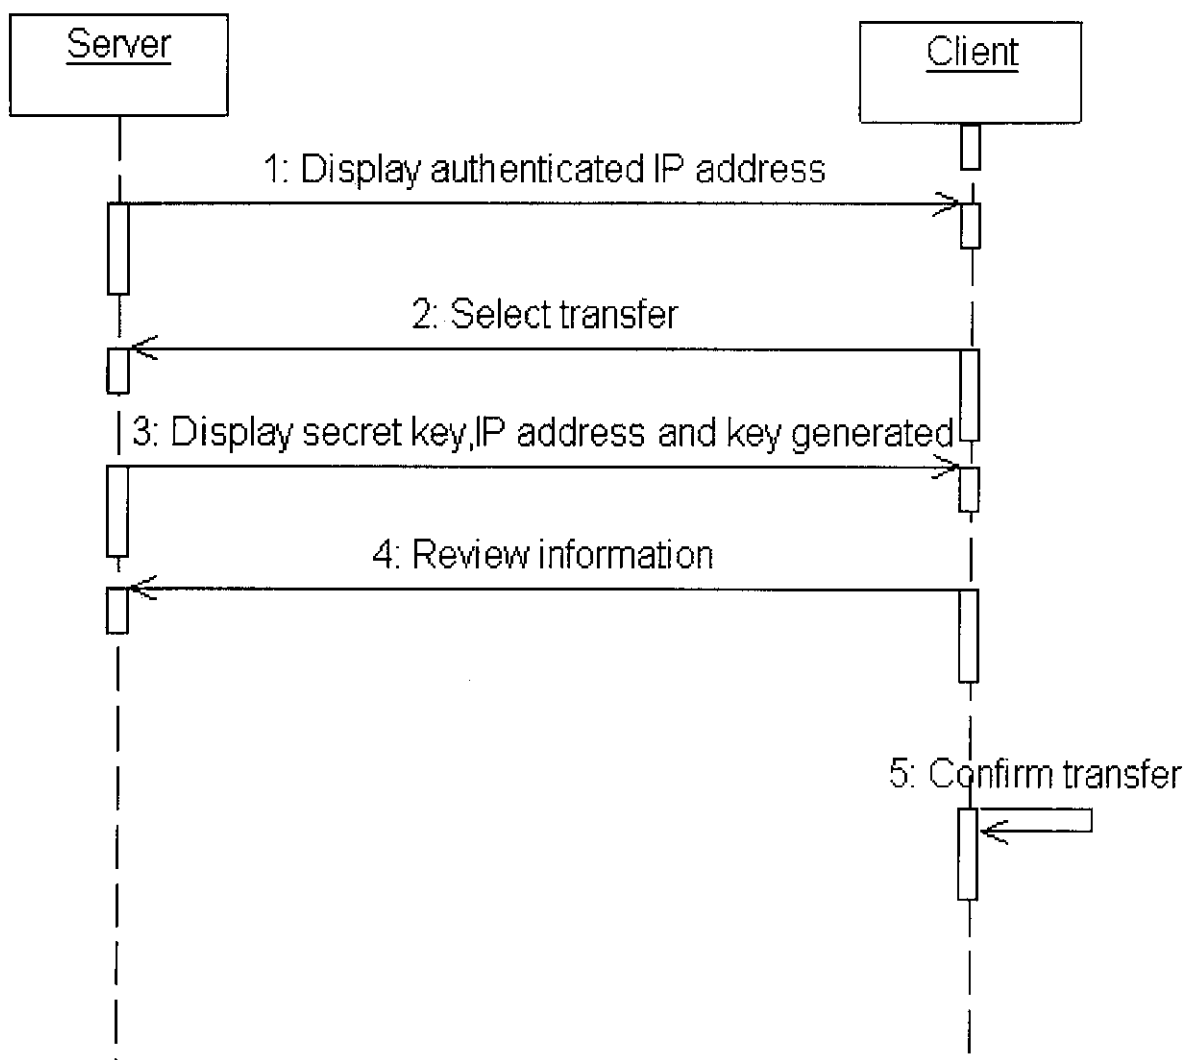 Server
Client
1: Display authenticated IP address
2: Select transfer
3: Display secret key,IP address and key generated
4: Review information
5: Confirm transfer